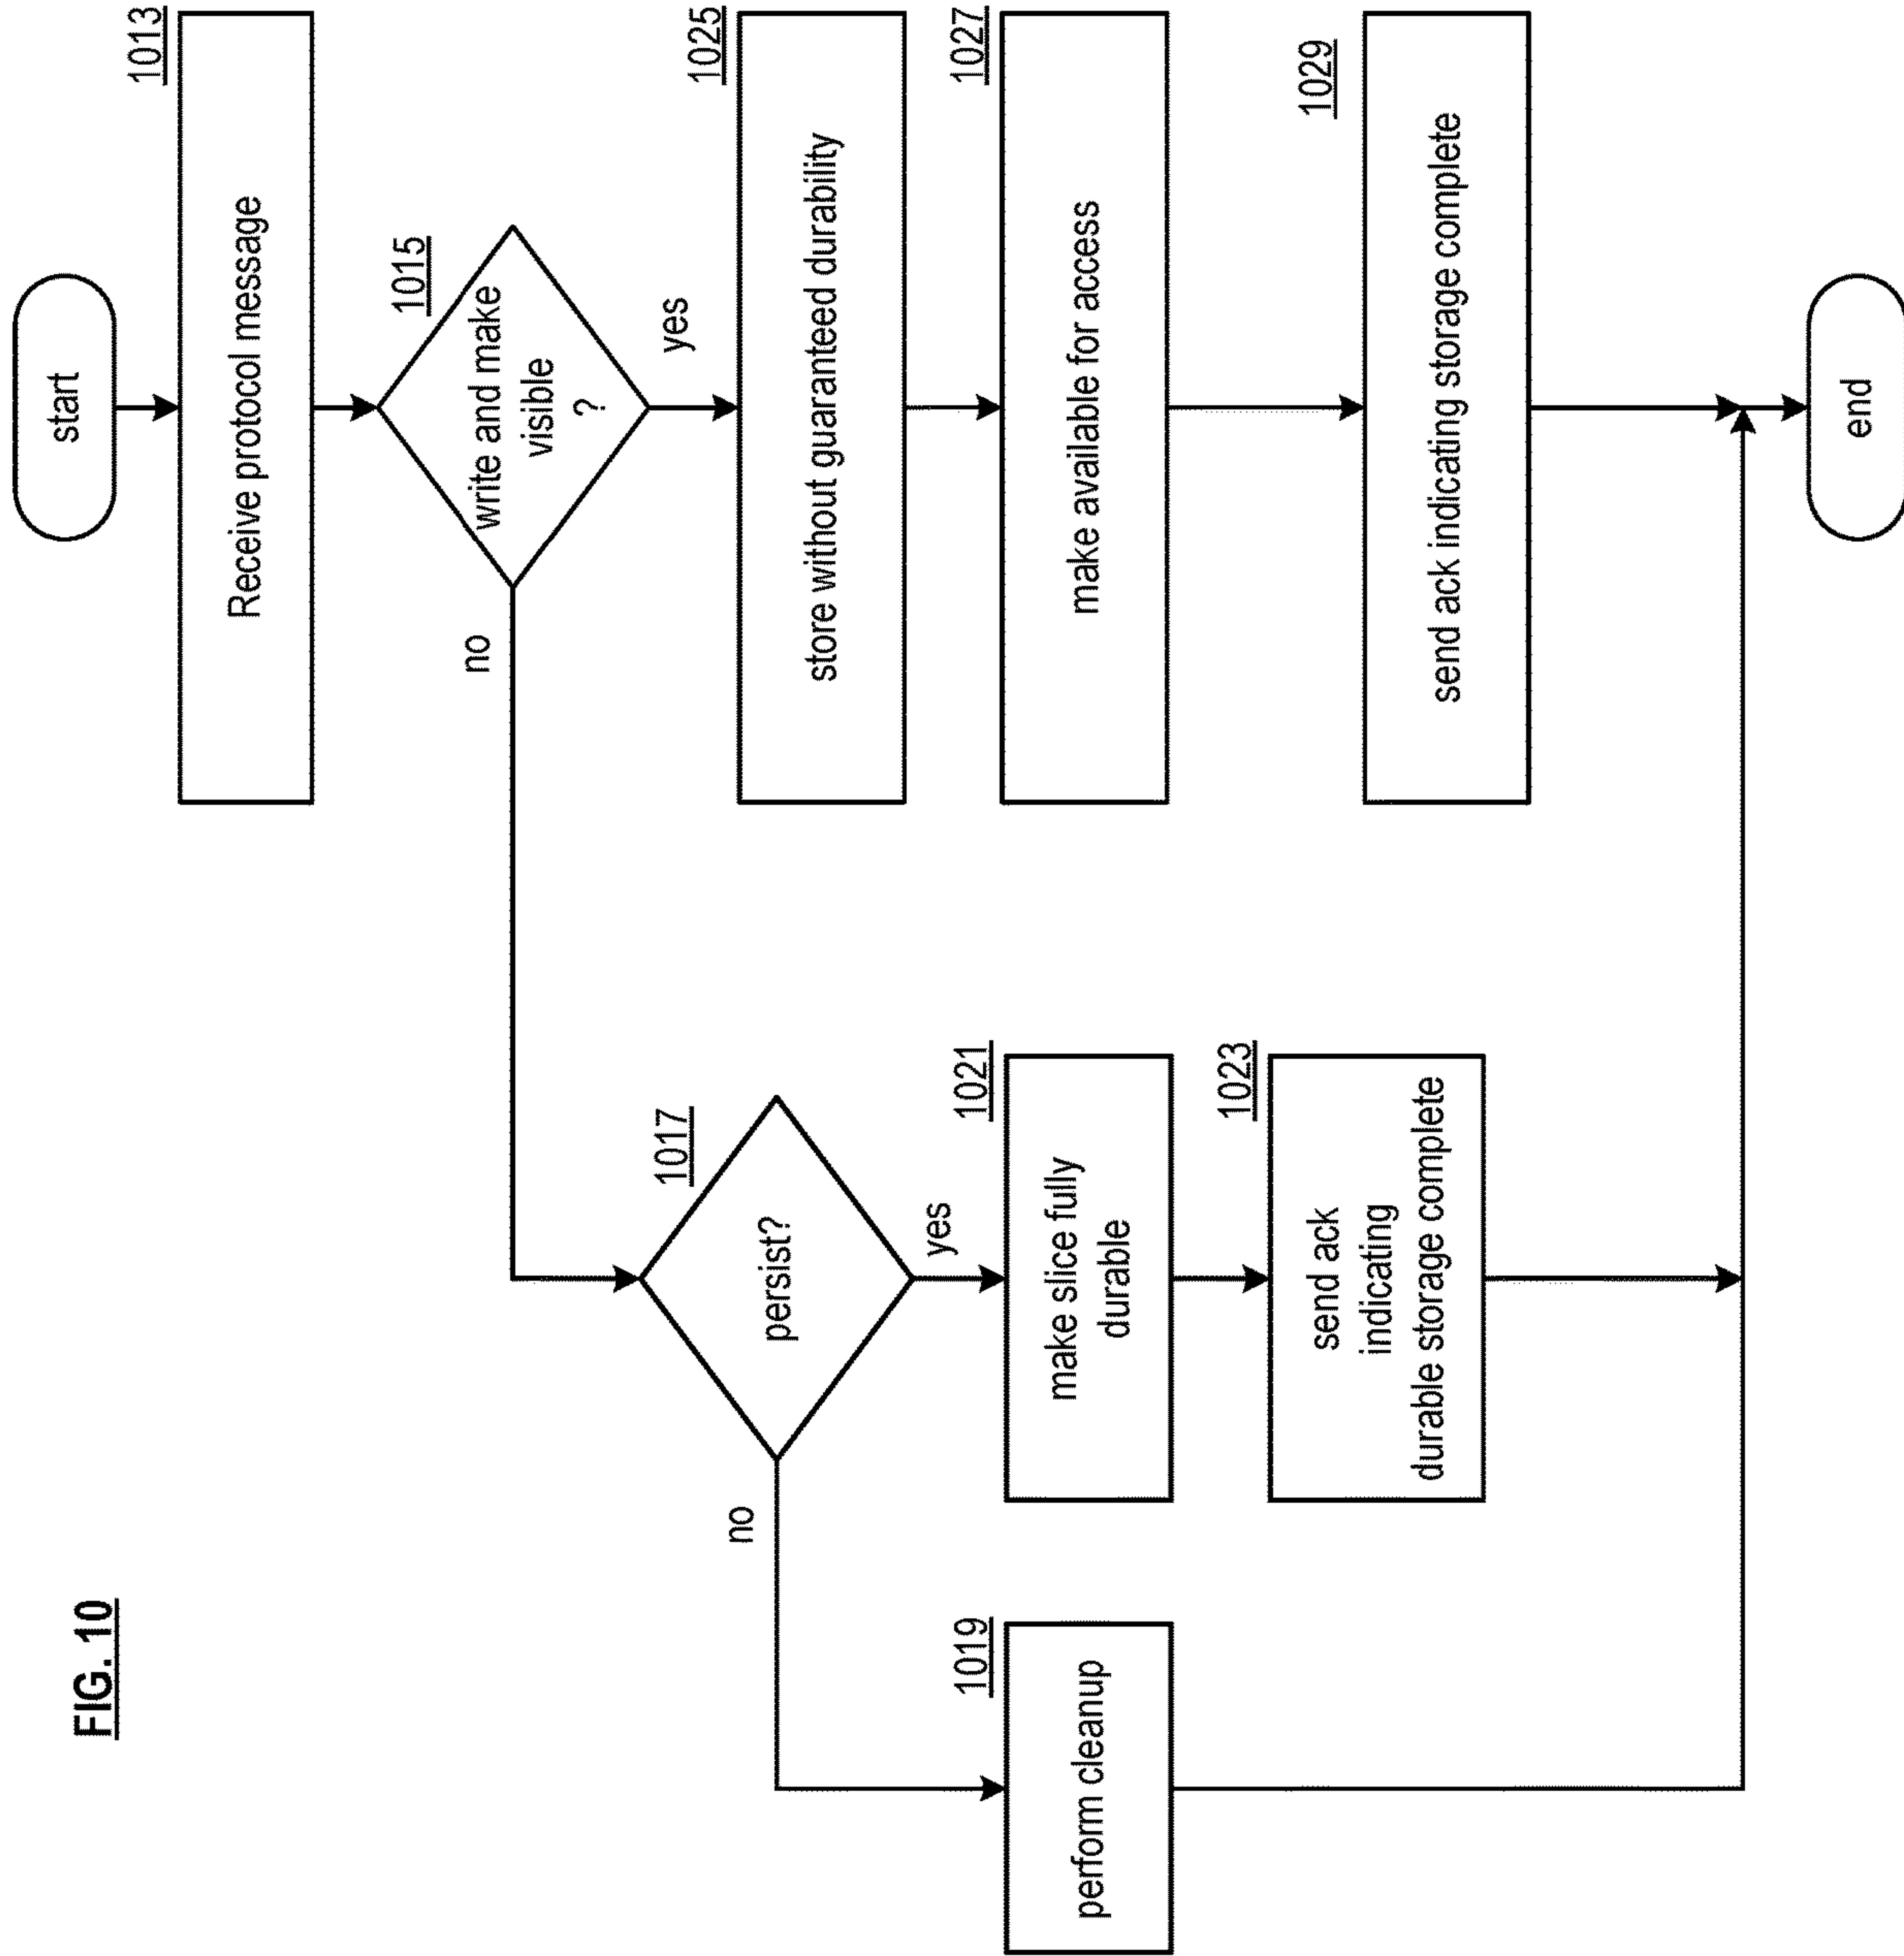 FIG. 10
start
1013
Receive protocol message
1015
write and make
visible
?
no
yes
1025
store without guaranteed durability
1027
make available for access
1029
send ack indicating storage complete
1017
persist?
no
yes
1021
make slice fully
durable
1023
send ack
indicating
durable storage complete
1019
perform cleanup
end